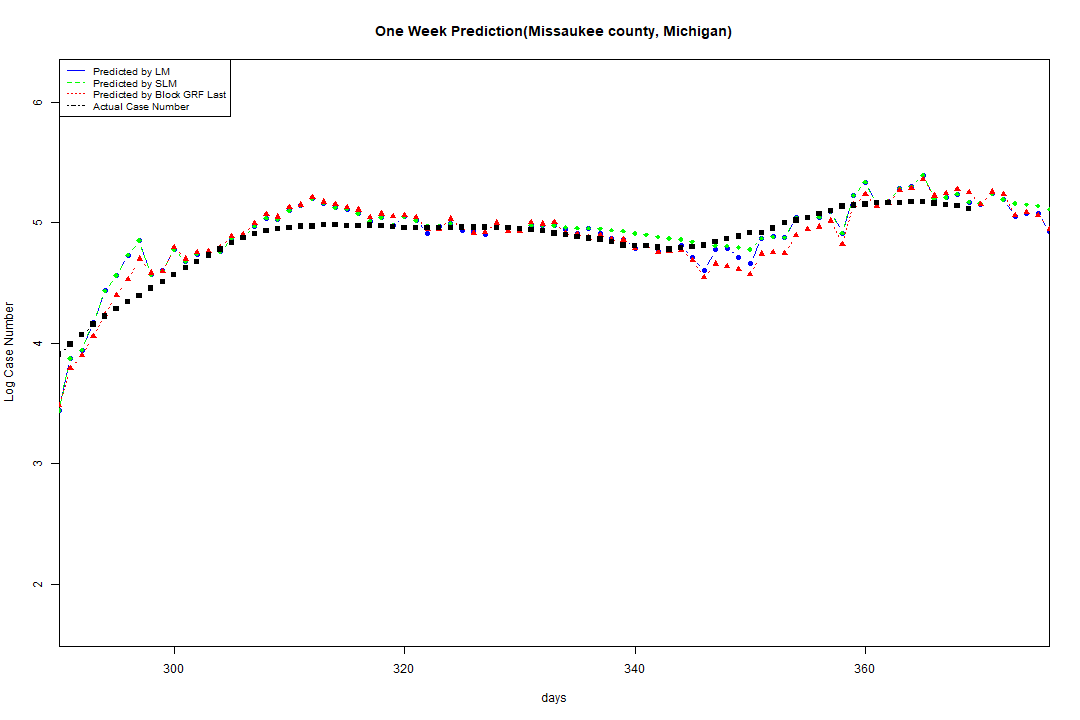 One Week Prediction(Missaukee county, Michigan)
Predicted by LM
Predicted by SLM
Predicted by Block GRF Last
Actual Case Number
6
5
4
3
2
Log Case Number
300 320 340 360
days